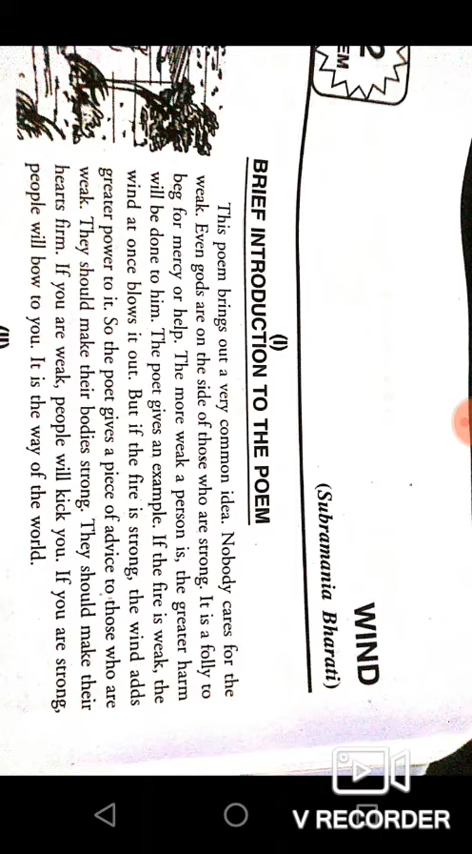 2
EM
WIND
(Subramania Bharati)
(I)
BRIEF INTRODUCTION TO THE POEM
This poem brings out a very common idea. Nobody cares for the
weak. Even gods are on the side of those who are strong. It is a folly to
beg for mercy or help. The more weak a person is, the greater harm
will be done to him. The poet gives an example. If the fire is weak, the
wind at once blows it out. But if the fire is strong, the wind adds
greater power to it. So the poet gives a piece of advice to those who are
weak. They should make their bodies strong. They should make their
hearts firm. If you are weak, people will kick you. If you are strong,
people will bow to you. It is the way of the world.
(II)
V RECORDER